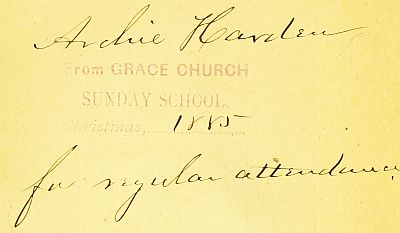 Archie Harden
From GRACE CHURCH
SUNDAY SCHOOL.
Christmas, 1885
for regular attendance